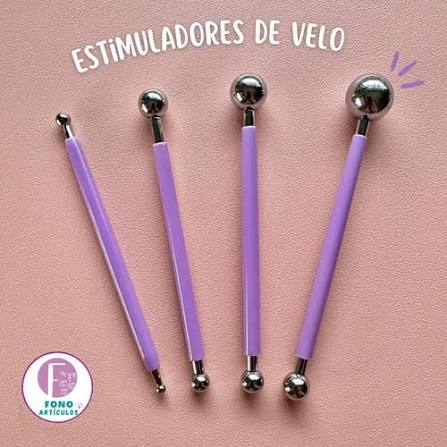 ESTiMULADORES DE VELO
F
FONO
ARTÍCULOS